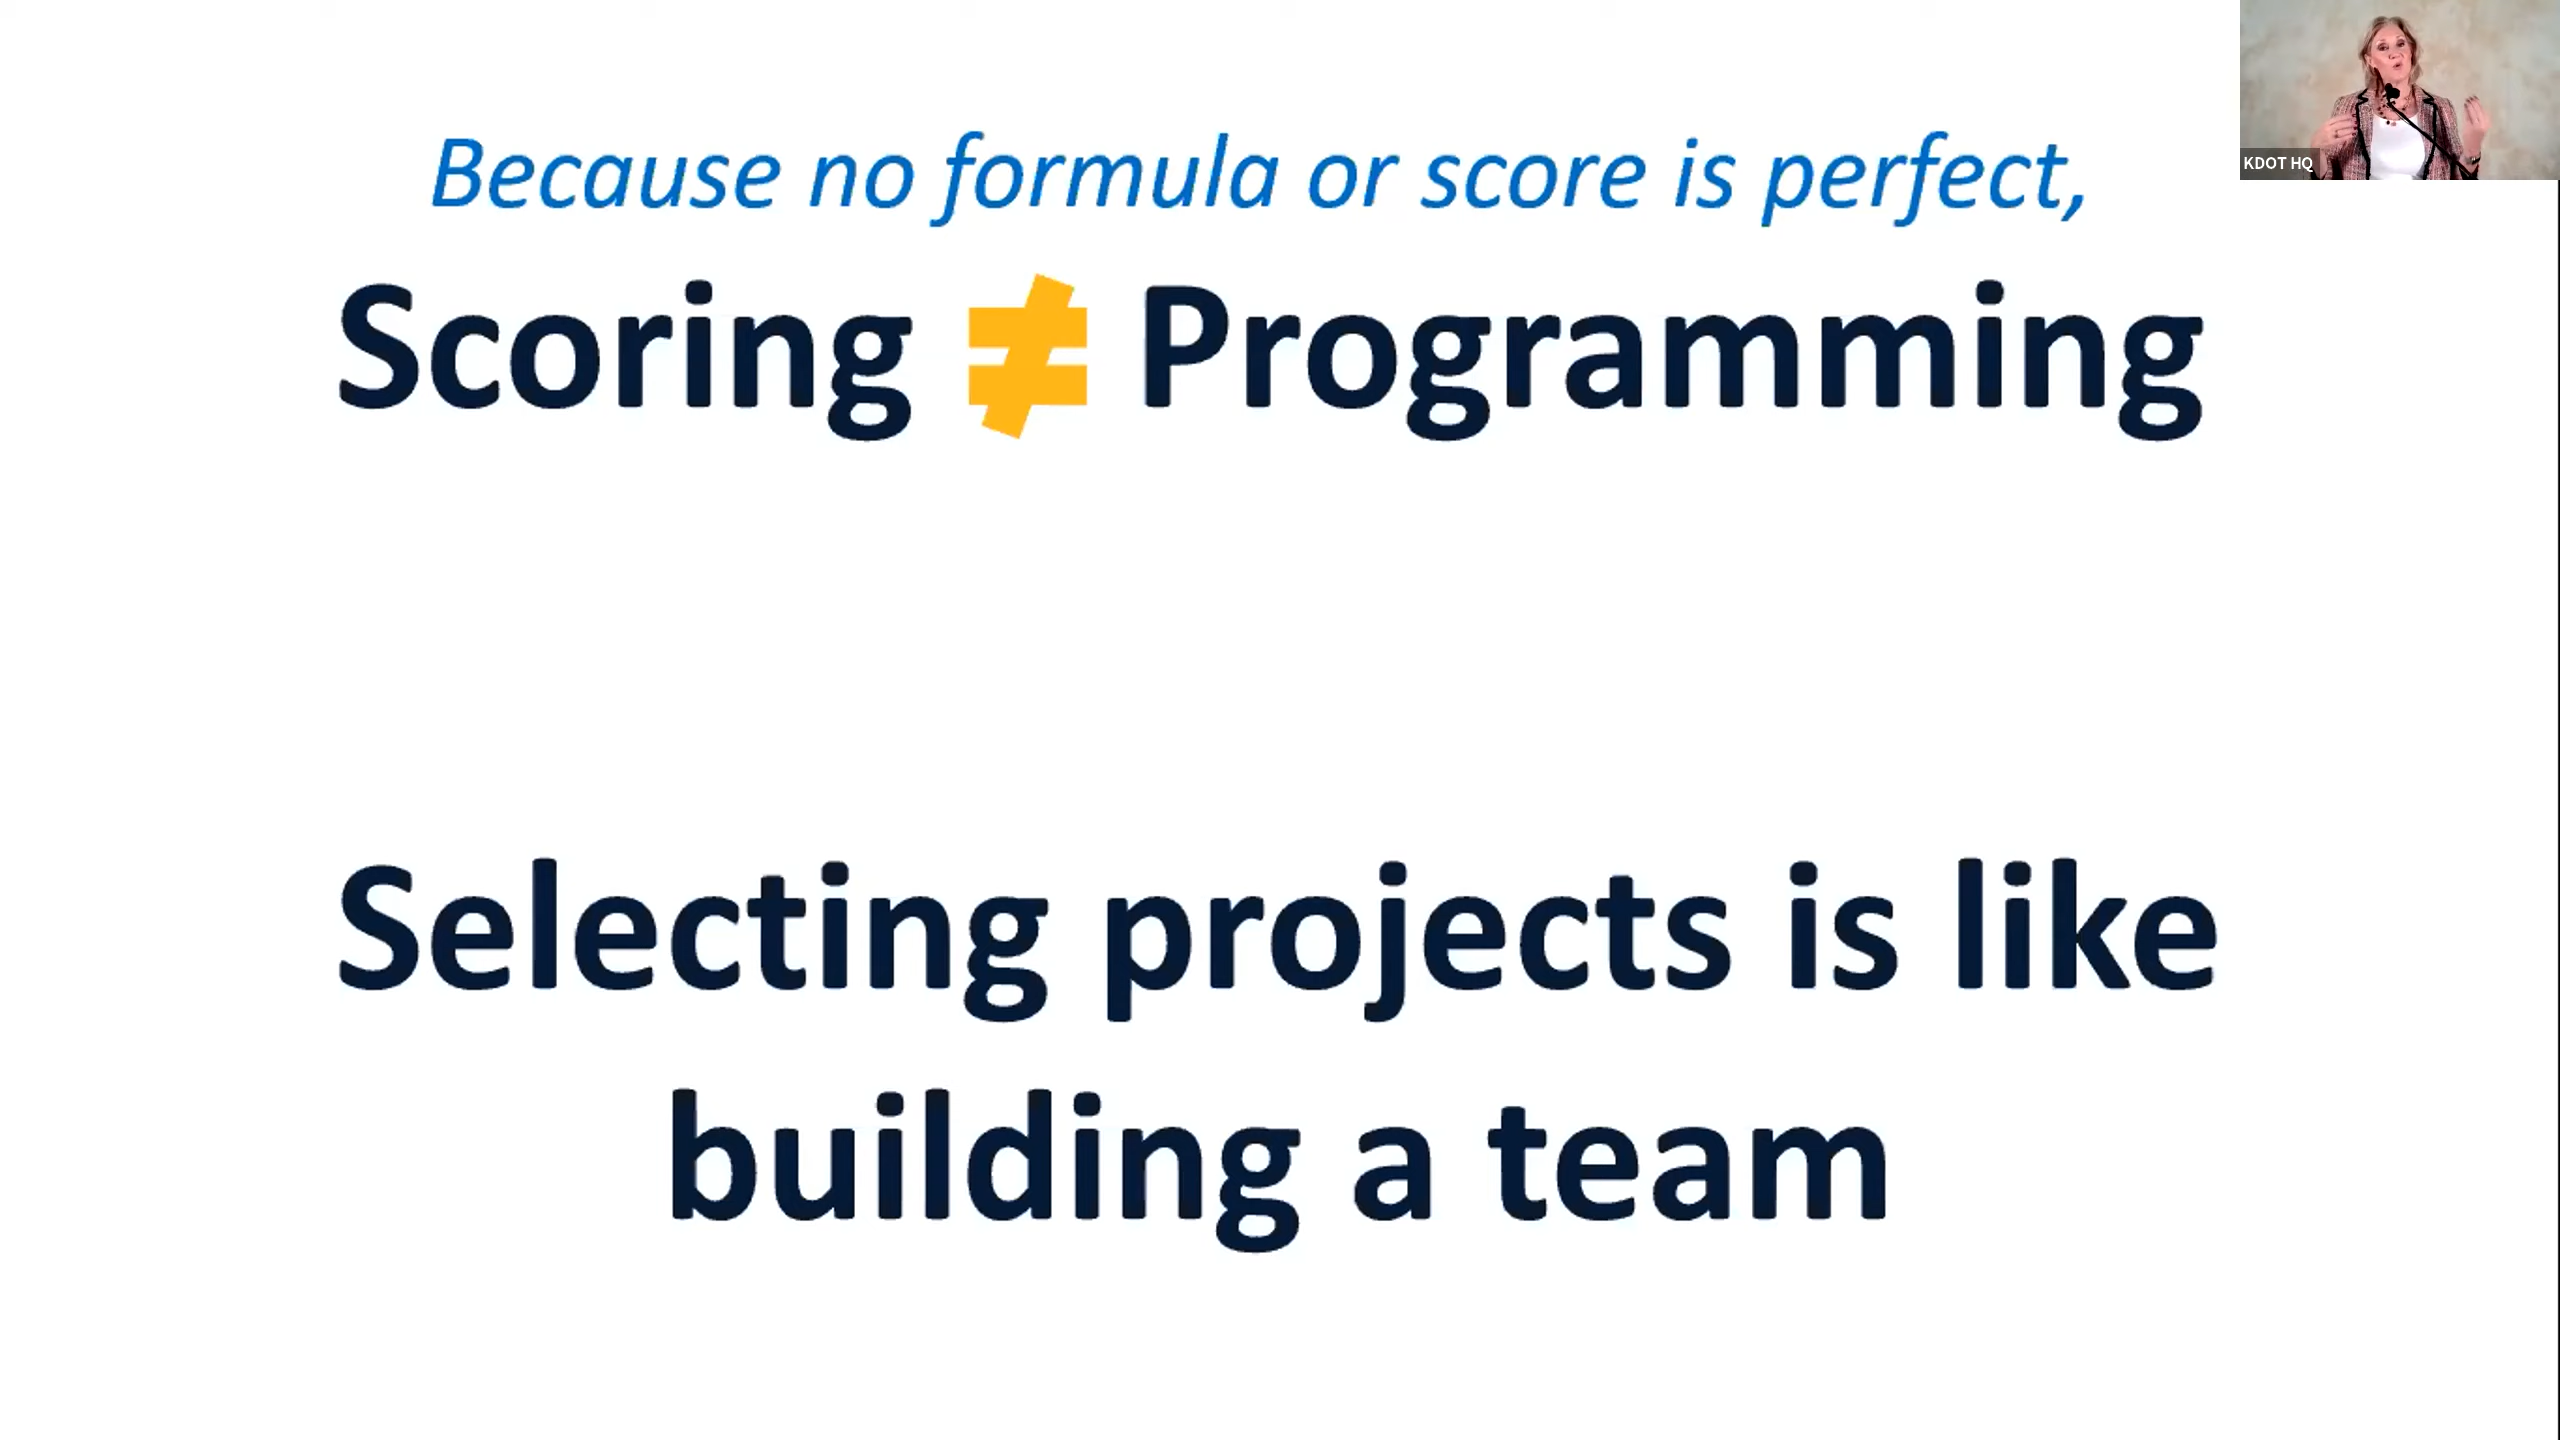 Because no formula or score is perfect,
Scoring ≠ Programming
Selecting projects is like
building a team
KDOT HQ